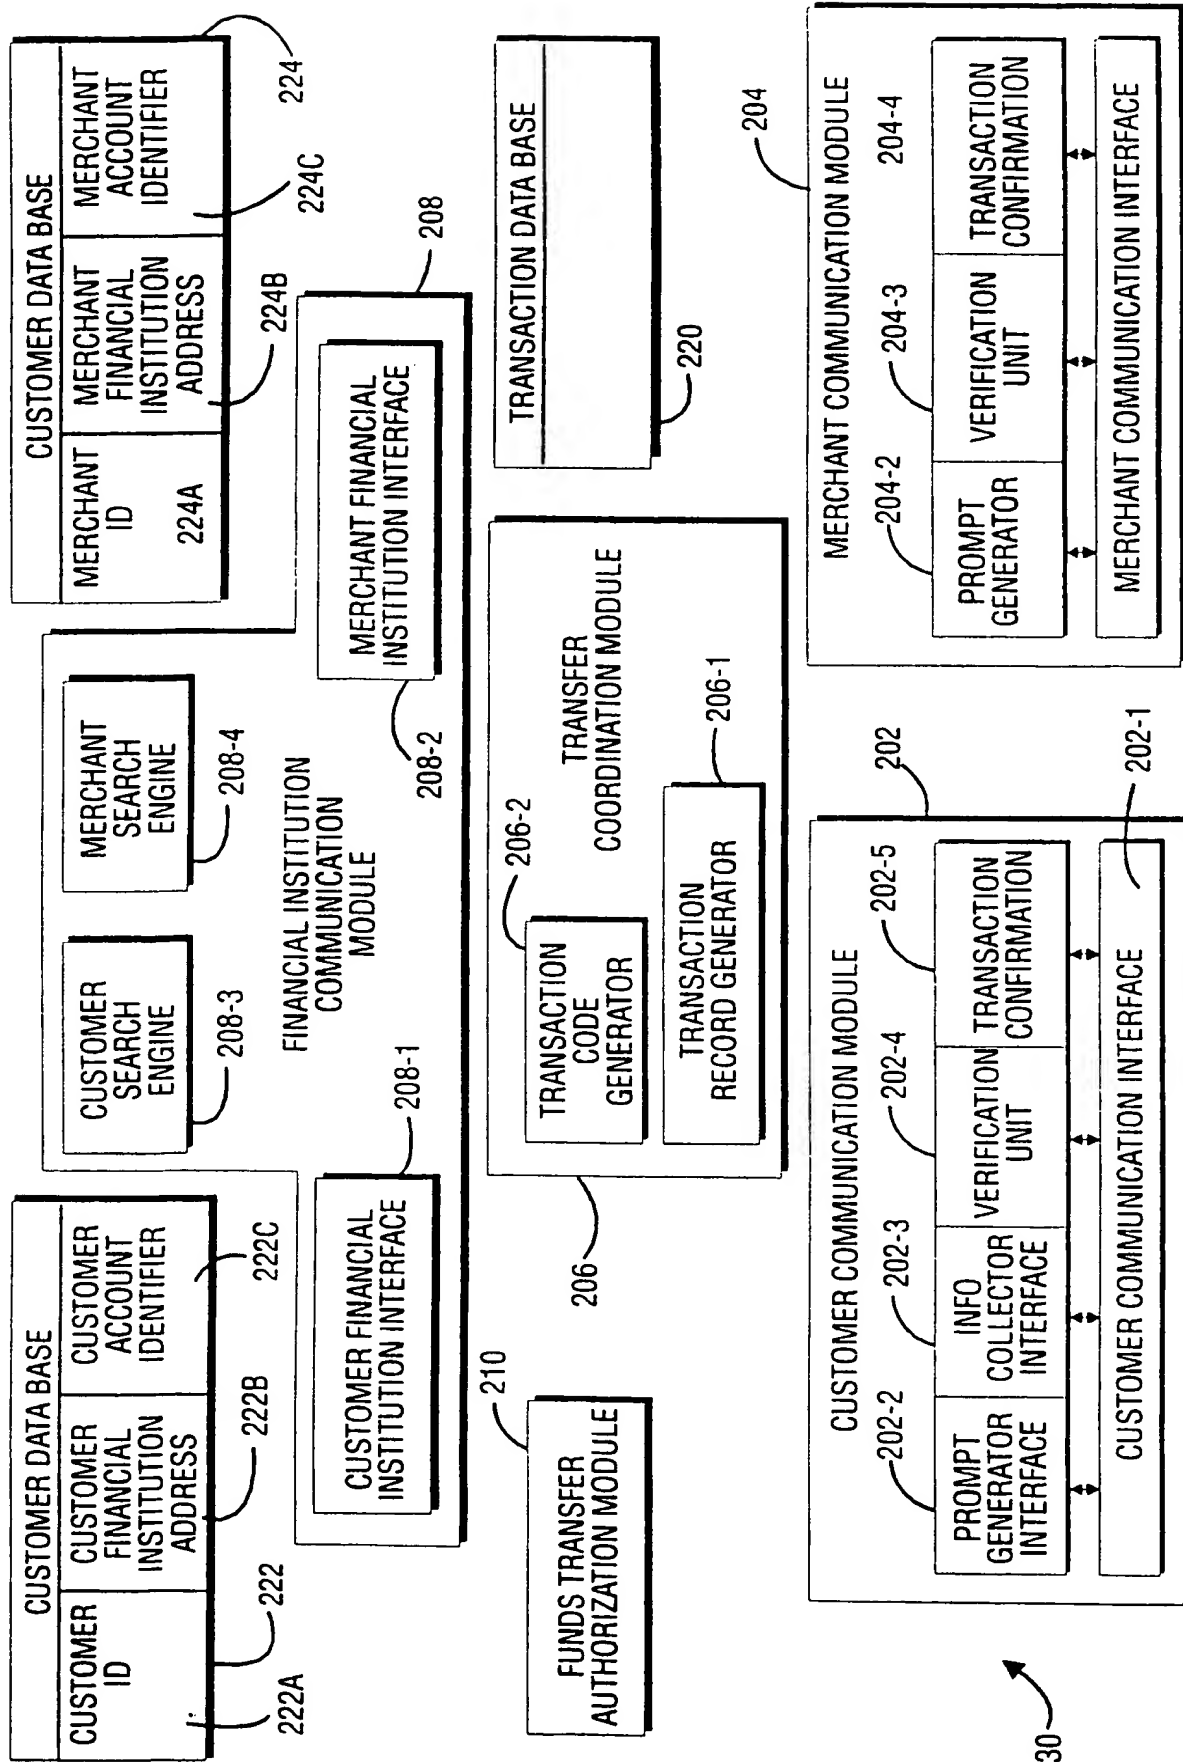 CUSTOMER DATA BASE
CUSTOMER
ID
CUSTOMER
FINANCIAL
INSTITUTION
ADDRESS
CUSTOMER
ACCOUNT
IDENTIFIER
222A
222
222B
222C
CUSTOMER
SEARCH
ENGINE
208-3
MERCHANT
SEARCH
ENGINE
208-4
CUSTOMER DATA BASE
MERCHANT
ID
224A
MERCHANT
FINANCIAL
INSTITUTION
ADDRESS
MERCHANT
ACCOUNT
IDENTIFIER
224B
224C
224
FINANCIAL INSTITUTION
COMMUNICATION
MODULE
CUSTOMER FINANCIAL
INSTITUTION INTERFACE
208-1
MERCHANT FINANCIAL
INSTITUTION INTERFACE
208-2
208
210
FUNDS TRANSFER
AUTHORIZATION MODULE
206
TRANSACTION
CODE
GENERATOR
206-2
TRANSFER
COORDINATION MODULE
TRANSACTION
RECORD GENERATOR
206-1
TRANSACTION DATA BASE
220
30
CUSTOMER COMMUNICATION MODULE
202
202-2
202-3
202-4
202-5
PROMPT
GENERATOR
INTERFACE
INFO
COLLECTOR
INTERFACE
VERIFICATION
UNIT
TRANSACTION
CONFIRMATION
CUSTOMER COMMUNICATION INTERFACE
202-1
204
MERCHANT COMMUNICATION MODULE
204-2
204-3
204-4
PROMPT
GENERATOR
VERIFICATION
UNIT
TRANSACTION
CONFIRMATION
MERCHANT COMMUNICATION INTERFACE